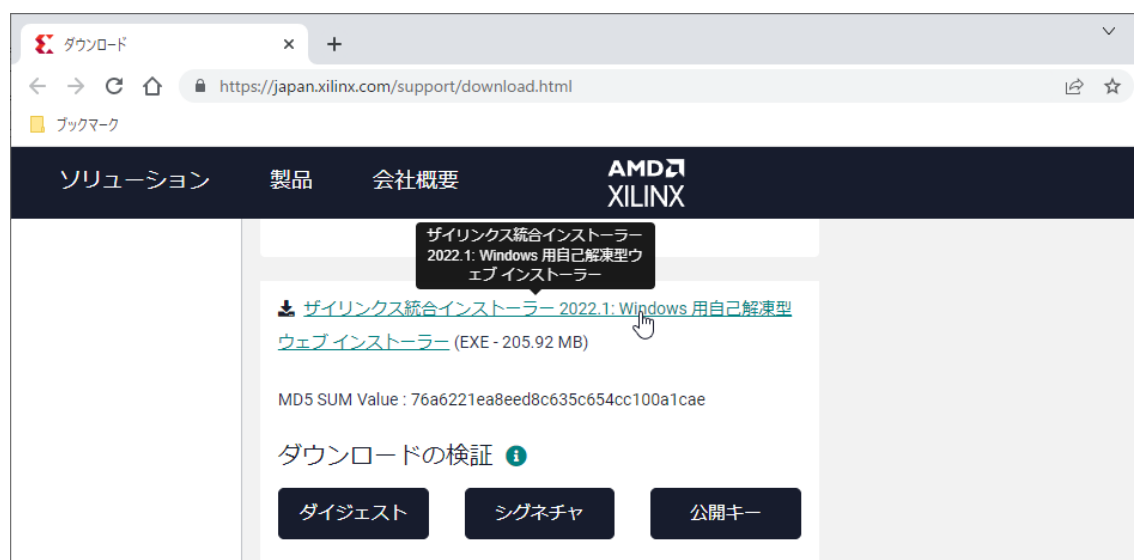 ダウンロード
https://japan.xilinx.com/support/download.html
ブックマーク
ソリューション 製品 会社概要 AMD XILINX
ザイリンクス統合インストーラー
2022.1: Windows 用自己解凍型ウ
ェブ インストーラー
ザイリンクス統合インストーラー 2022.1: Windows 用自己解凍型
ウェブ インストーラー (EXE - 205.92 MB)
MD5 SUM Value : 76a6221ea8eed8c635c654cc100a1cae
ダウンロードの検証
ダイジェスト シグネチャ 公開キー